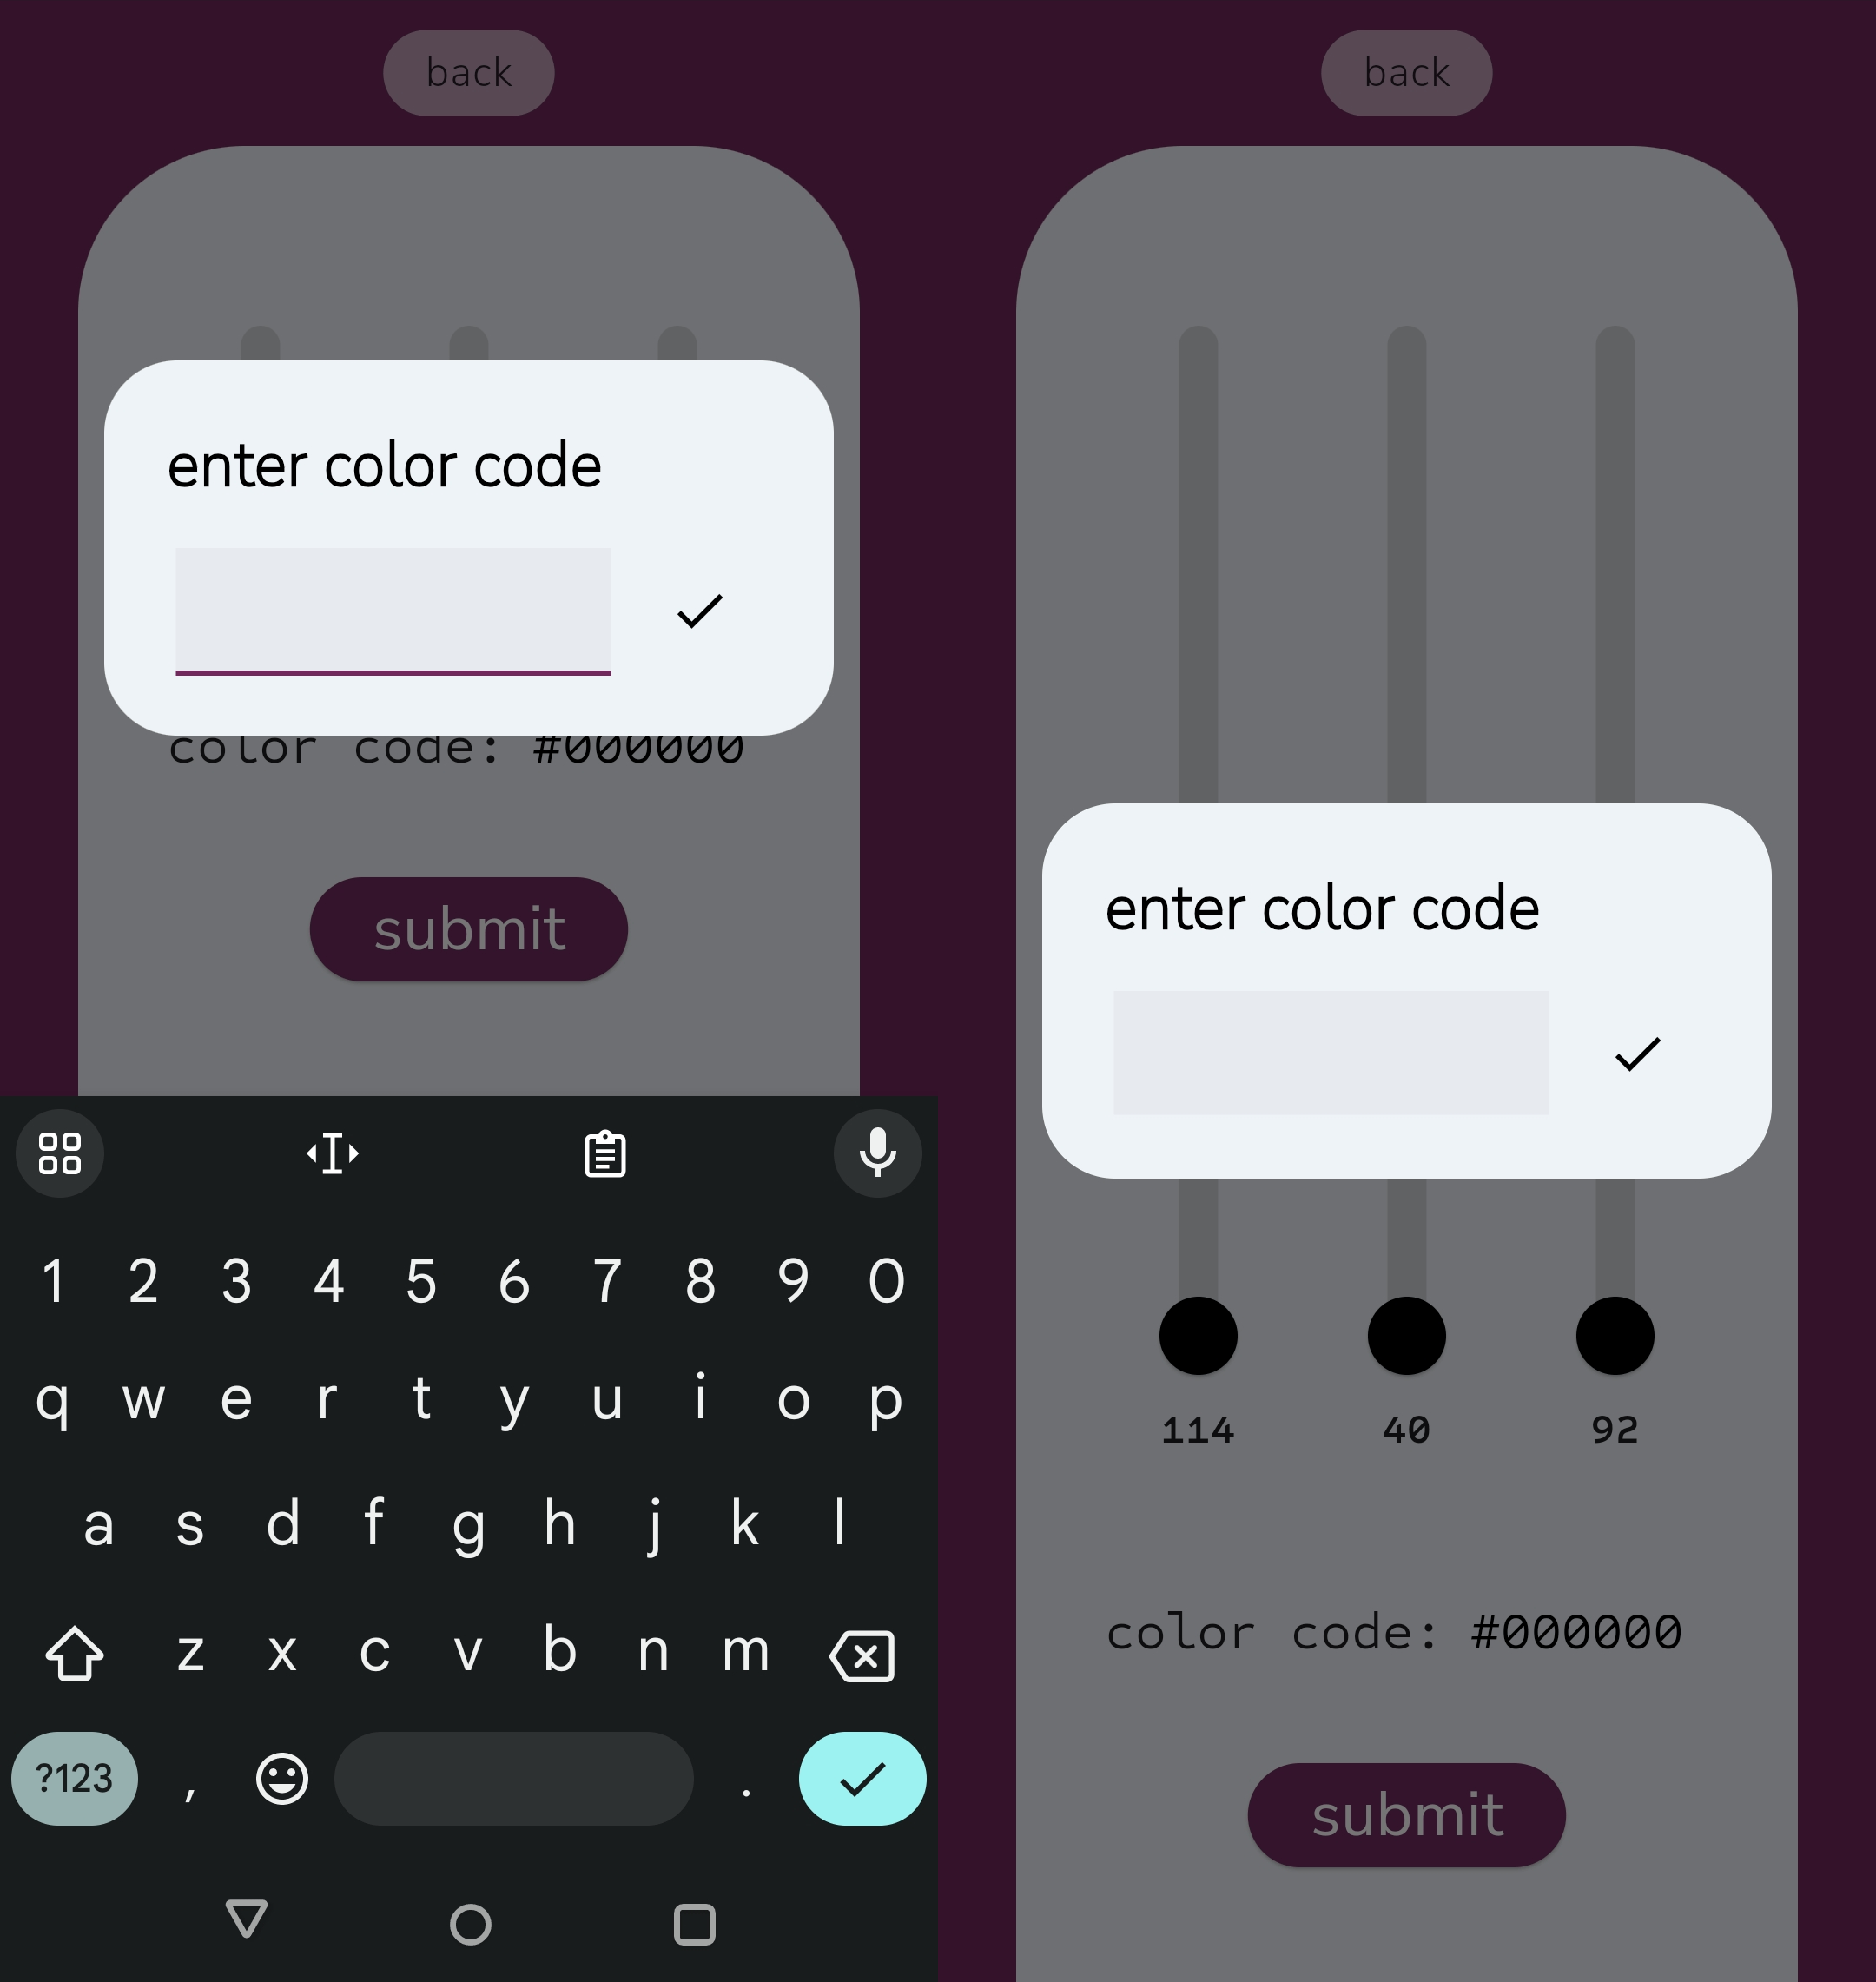 back
enter color code
color code: #000000
submit
1 2 3 4 5 6 7 8 9 0
q w e r t y u i o p
a s d f g h j k l
z x c v b n m
?123 , .
back
enter color code
114 40 92
color code: #000000
submit